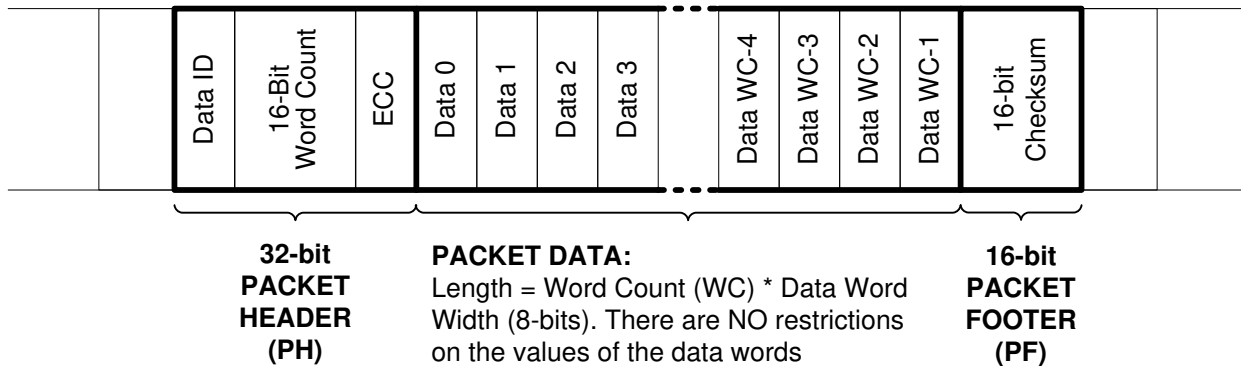 Data ID
16-Bit
Word Count
ECC
Data 0
Data 1
Data 2
Data 3
Data WC-4
Data WC-3
Data WC-2
Data WC-1
16-bit
Checksum
32-bit
PACKET
HEADER
(PH)
PACKET DATA:
Length = Word Count (WC) * Data Word
Width (8-bits). There are NO restrictions
on the values of the data words
16-bit
PACKET
FOOTER
(PF)